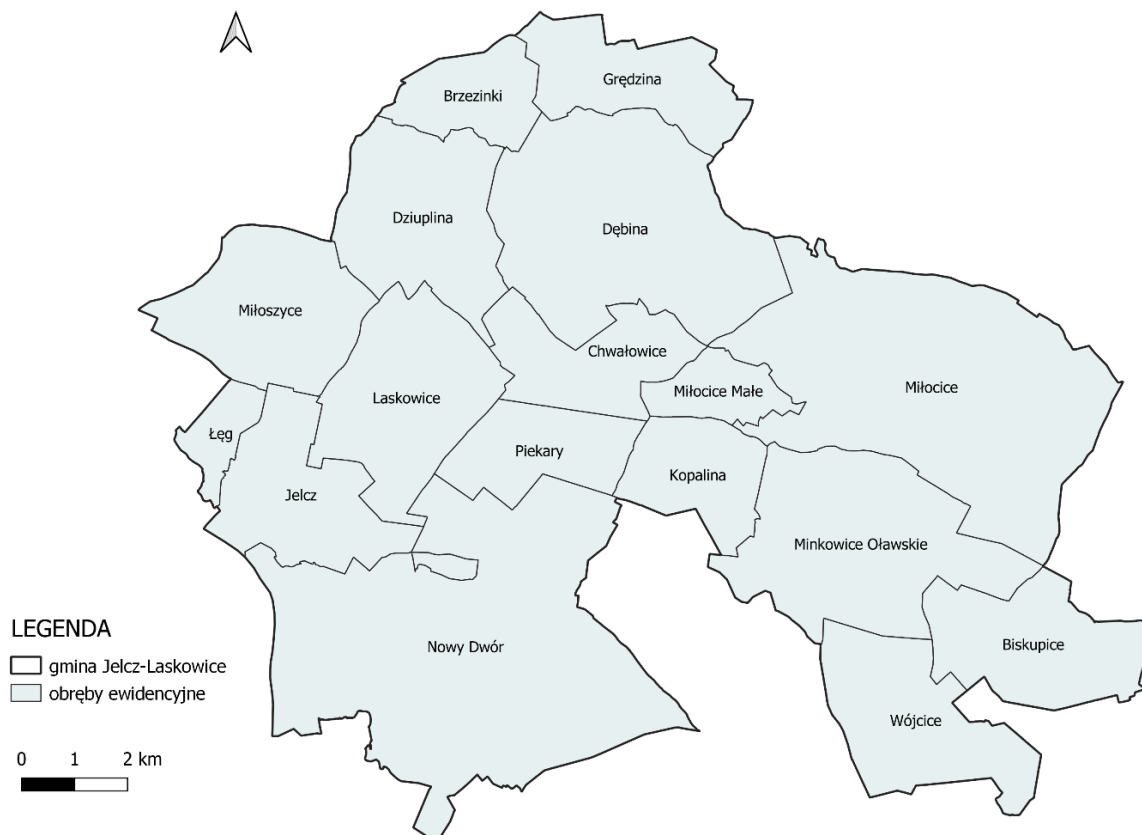 Grędzina
Brzezinki
Dziuplina
Dębina
Miłoszyce
Chwałowice
Miłocice Małe
Miłocice
Laskowice
Łęg
Piekary
Kopalina
Jelcz
Minkowice Oławskie
Nowy Dwór
Biskupice
Wójcice
LEGENDA
gmina Jelcz-Laskowice
obręby ewidencyjne
0 1 2 km